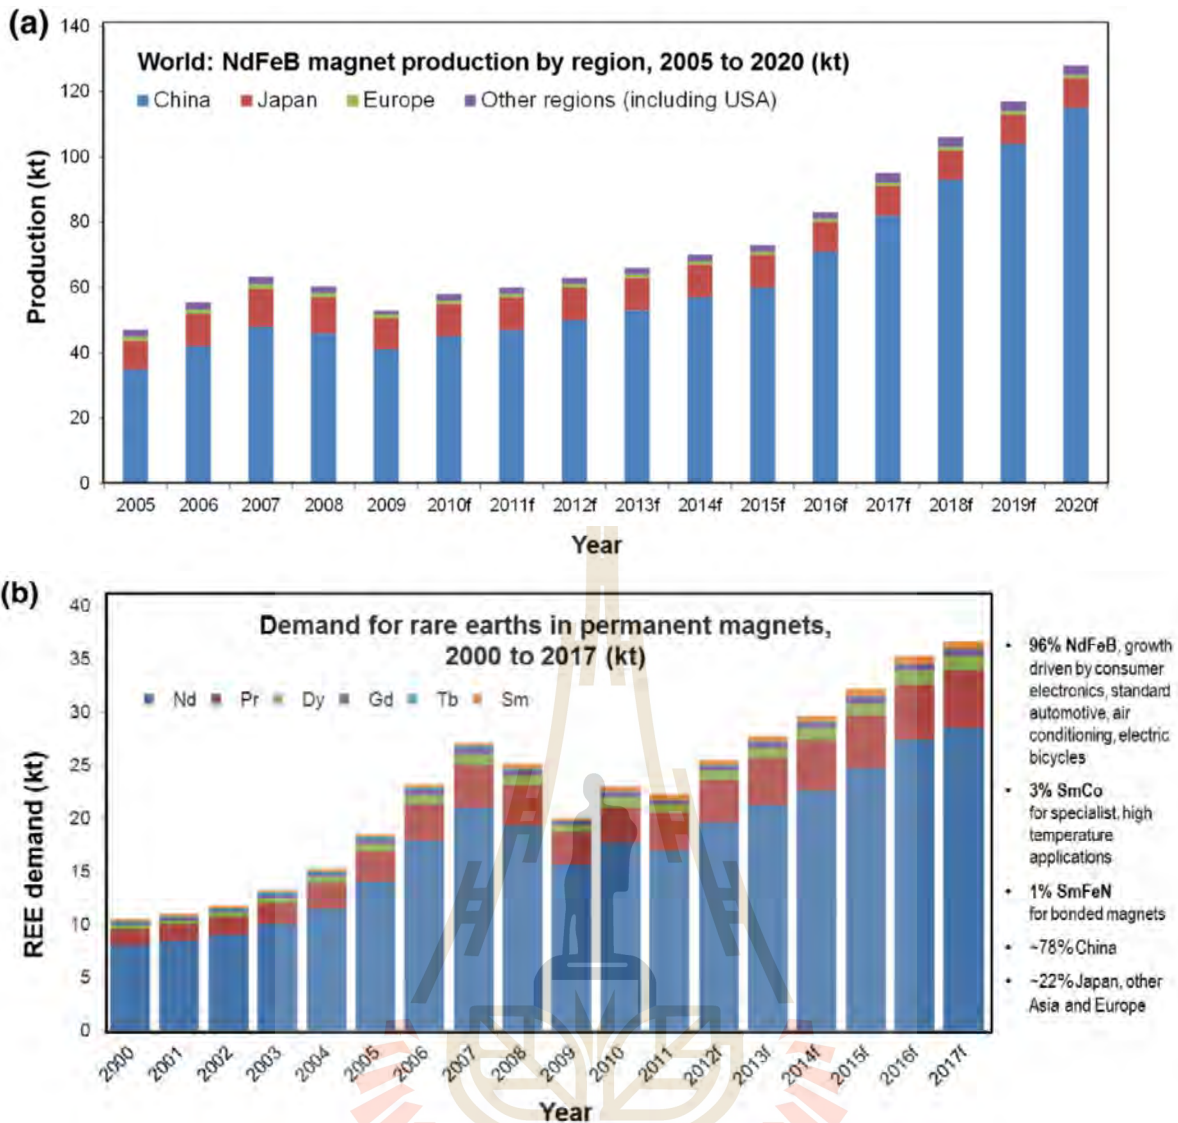 (a)
World: NdFeB magnet production by region, 2005 to 2020 (kt)
China Japan Europe Other regions (including USA)
Production (kt)
140
120
100
80
60
40
20
0
2005 2006 2007 2008 2009 2010f 2011f 2012f 2013f 2014f 2015f 2016f 2017f 2018f 2019f 2020f
Year
(b)
Demand for rare earths in permanent magnets,
2000 to 2017 (kt)
Nd Pr Dy Gd Tb Sm
REE demand (kt)
40
35
30
25
20
15
10
5
0
2000 2001 2002 2003 2004 2005 2006 2007 2008 2009 2010 2011 2012f 2013f 2014f 2015f 2016f 2017f
Year
• 96% NdFeB, growth
driven by consumer
electronics, standard
automotive, air
conditioning, electric
bicycles
• 3% SmCo
for specialist, high
temperature
applications
• 1% SmFeN
for bonded magnets
• ~78% China
• ~22% Japan, other
Asia and Europe